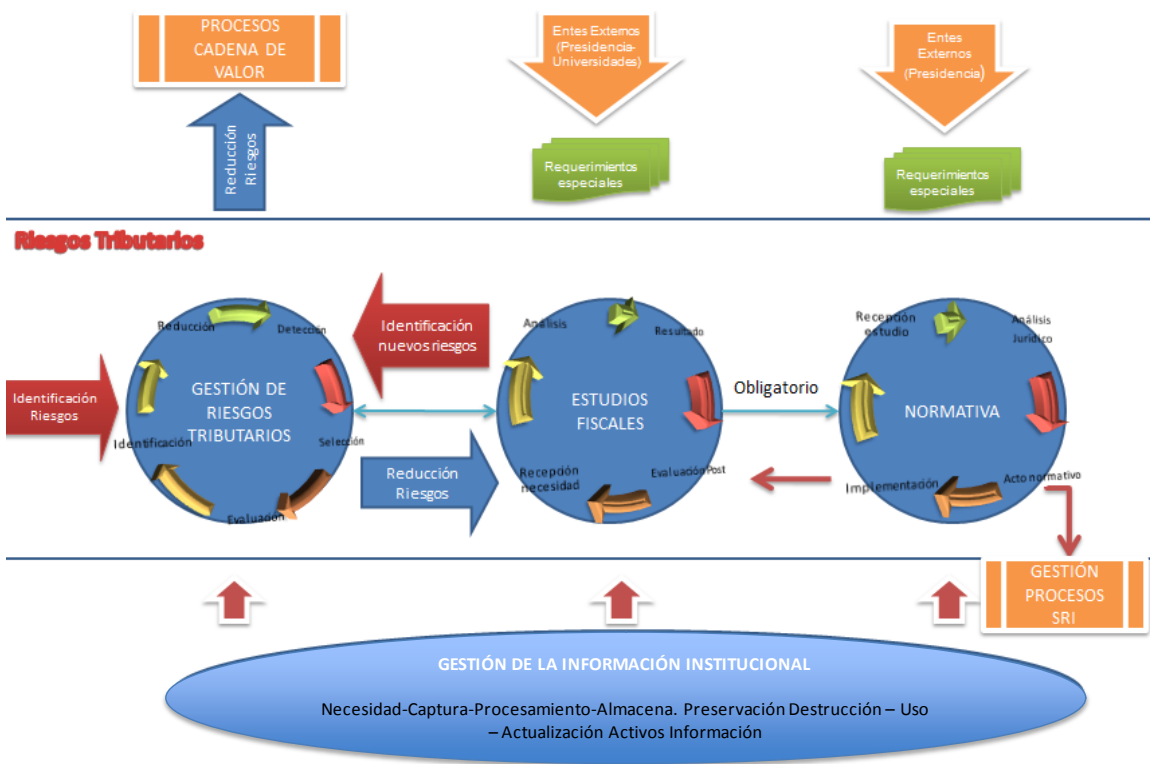 PROCESOS
CADENA DE
VALOR
Entes Externos
(Presidencia-
Universidades)
Entes
Externos
(Presidencia)
Reducción
Riesgos
Requerimientos
especiales
Requerimientos
especiales
Riesgos Tributarios
Identificación
Riesgos
Reducción
Detección
GESTIÓN DE
RIESGOS
TRIBUTARIOS
Identificación
Selección
Evaluación
Identificación
nuevos riesgos
Reducción
Riesgos
Análisis
Resultado
ESTUDIOS
FISCALES
Recepción
necesidad
Evaluación Post
Obligatorio
Recepción
estudio
Análisis
Jurídico
NORMATIVA
Implementación
Acto normativo
GESTIÓN
PROCESOS
SRI
GESTIÓN DE LA INFORMACIÓN INSTITUCIONAL
Necesidad-Captura-Procesamiento-Almacena. Preservación Destrucción – Uso
– Actualización Activos Información